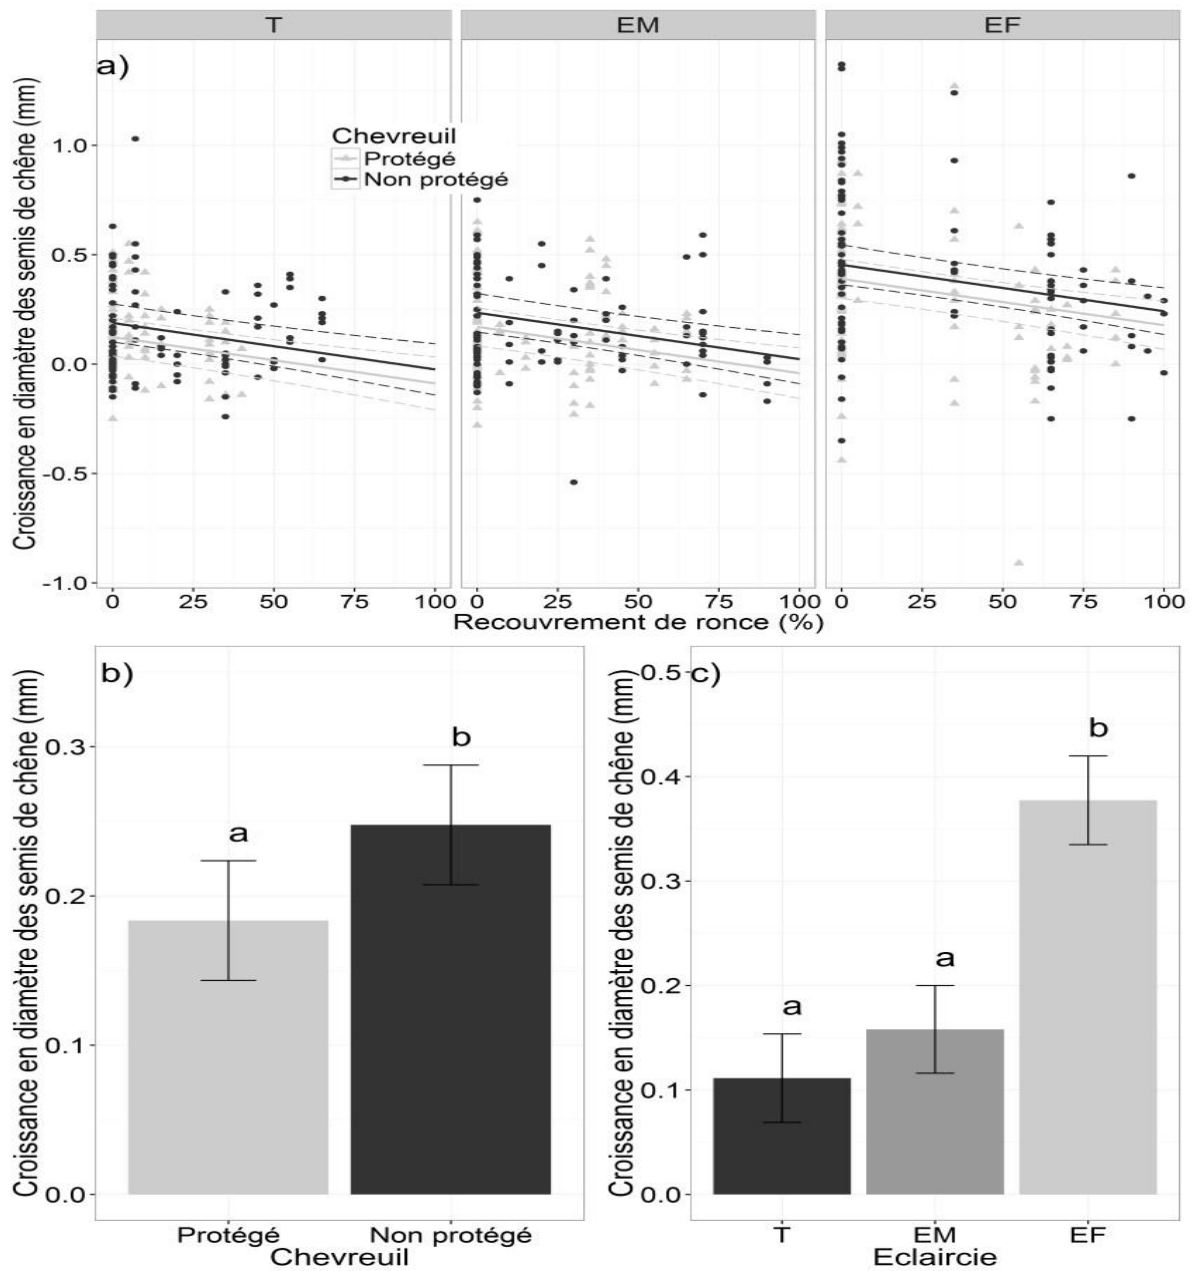 T EM EF
a)
Croissance en diamètre des semis de chêne (mm)
1.0
0.5
0.0
-0.5
-1.0
Chevreuil
Protégé
Non protégé
0 25 50 75 100 0 25 50 75 100 0 25 50 75 100
Recouvrement de ronce (%)
b)
Croissance en diamètre des semis de chêne (mm)
0.3
0.2
0.1
0.0
a
b
Protégé Non protégé
Chevreuil
c)
Croissance en diamètre des semis de chêne (mm)
0.5
0.4
0.3
0.2
0.1
0.0
a
a
b
T EM EF
Eclaircie